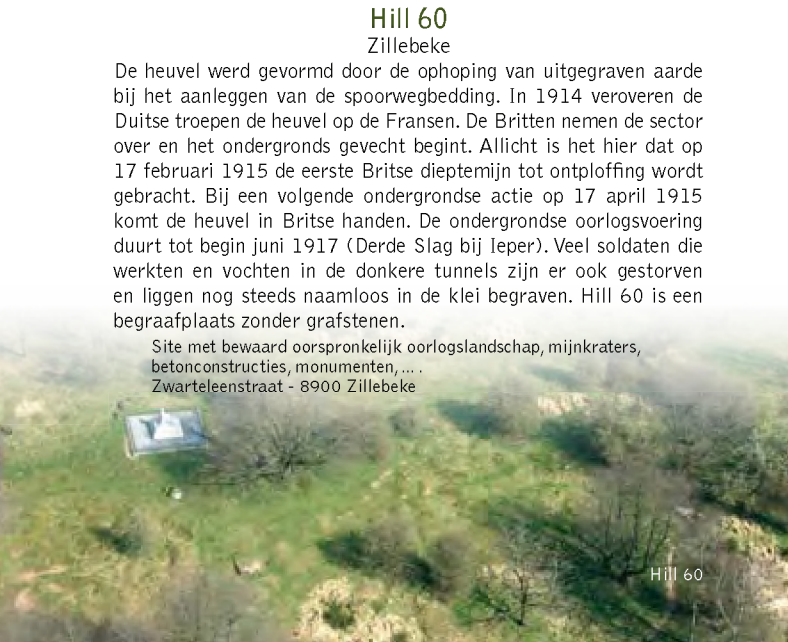 Hill 60
Zillebeke
De heuvel werd gevormd door de ophoping van uitgegraven aarde
bij het aanleggen van de spoorwegbedding. In 1914 veroveren de
Duitse troepen de heuvel op de Fransen. De Britten nemen de sector
over en het ondergronds gevecht begint. Allicht is het hier dat op
17 februari 1915 de eerste Britse dieptemijn tot ontploffing wordt
gebracht. Bij een volgende ondergrondse actie op 17 april 1915
komt de heuvel in Britse handen. De ondergrondse oorlogsvoering
duurt tot begin juni 1917 (Derde Slag bij Ieper). Veel soldaten die
werkten en vochten in de donkere tunnels zijn er ook gestorven
en liggen nog steeds naamloos in de klei begraven. Hill 60 is een
begraafplaats zonder grafstenen.
Site met bewaard oorspronkelijk oorlogslandschap, mijnkraters,
betonconstructies, monumenten, ... .
Zwarteleenstraat - 8900 Zillebeke
Hill 60